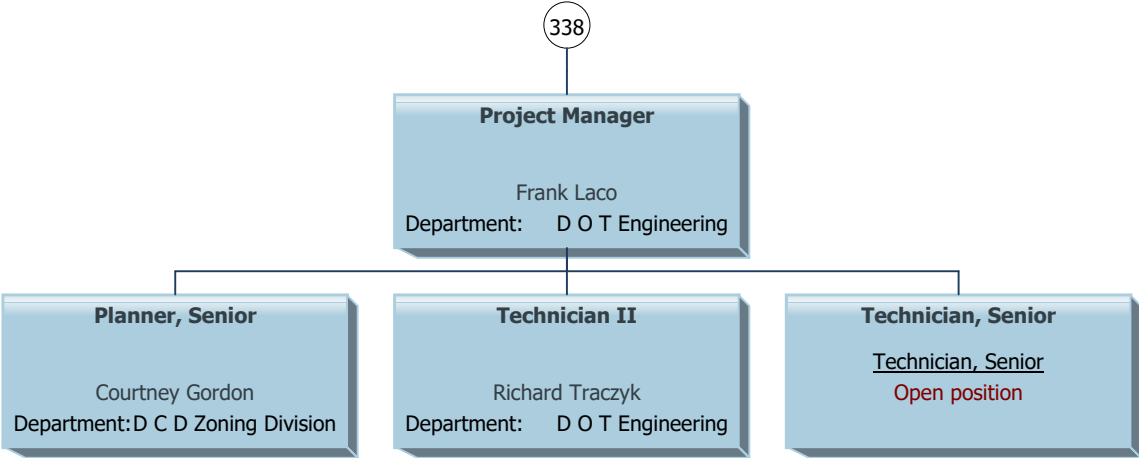 338
Project Manager
Frank Laco
Department: D O T Engineering
Planner, Senior
Courtney Gordon
Department: D C D Zoning Division
Technician II
Richard Traczyk
Department: D O T Engineering
Technician, Senior
Technician, Senior
Open position